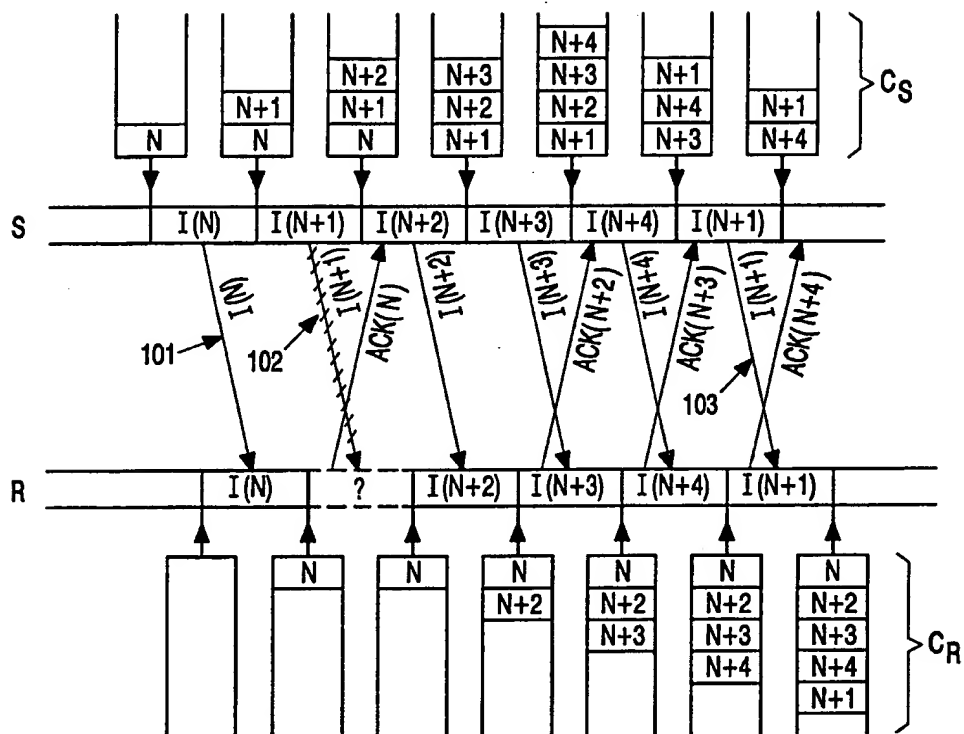 N+4
N+2 N+3 N+3 N+1
N+1 N+1 N+2 N+2 N+4 N+1
N N N N+1 N+1 N+3 N+4
CS
S I(N) I(N+1) I(N+2) I(N+3) I(N+4) I(N+1)
I(N) I(N+1) ACK(N) I(N+2) I(N+3) ACK(N+2) I(N+4) ACK(N+3) I(N+1) ACK(N+4)
101 102 103
R I(N) ? I(N+2) I(N+3) I(N+4) I(N+1)
N N N N N N
N+2 N+2 N+2 N+2
N+3 N+3 N+3
N+4 N+4
N+1
CR